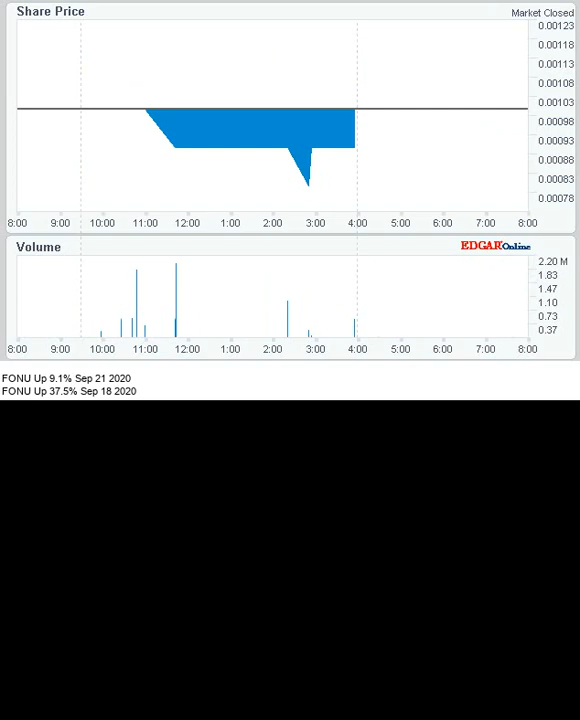 Share Price
Market Closed
0.00123
0.00118
0.00113
0.00108
0.00103
0.00098
0.00093
0.00088
0.00083
0.00078
8:00 9:00 10:00 11:00 12:00 1:00 2:00 3:00 4:00 5:00 6:00 7:00 8:00
Volume
EDGAR Online
2.20 M
1.83
1.47
1.10
0.73
0.37
8:00 9:00 10:00 11:00 12:00 1:00 2:00 3:00 4:00 5:00 6:00 7:00 8:00
FONU Up 9.1% Sep 21 2020
FONU Up 37.5% Sep 18 2020